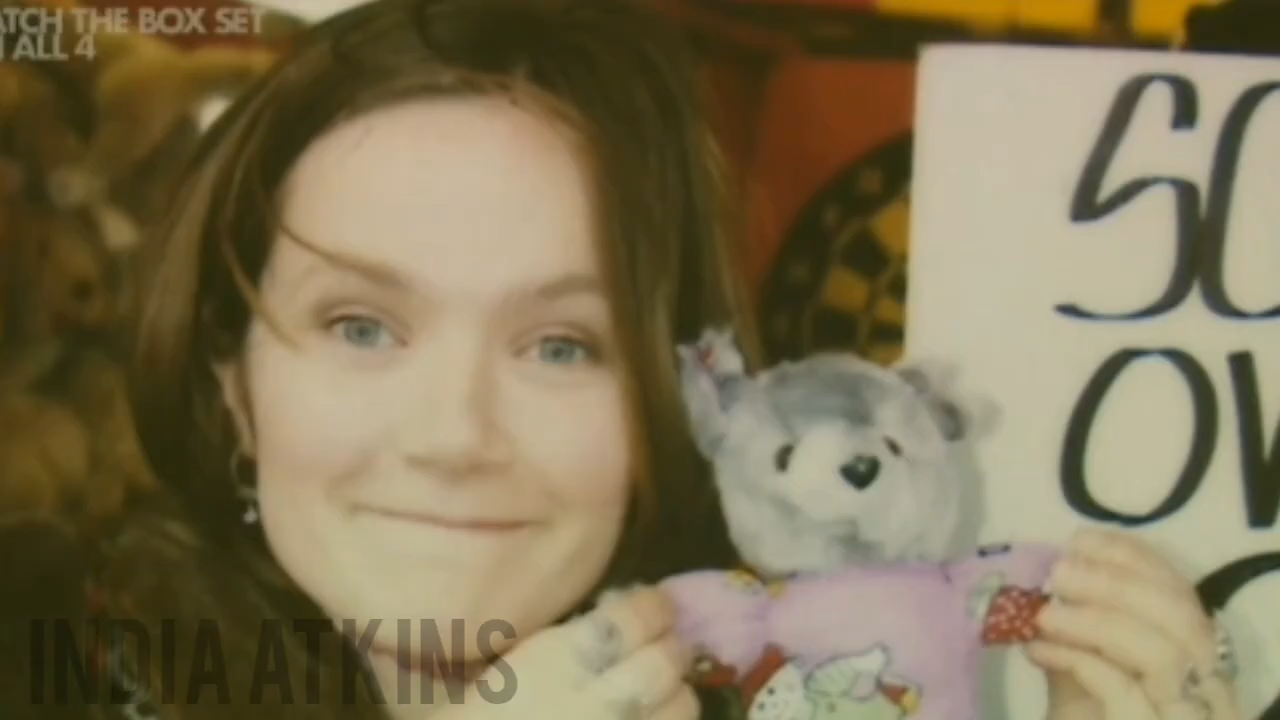 ATCH THE BOX SET
ALL 4
SO
OV
INDIA ATKINS